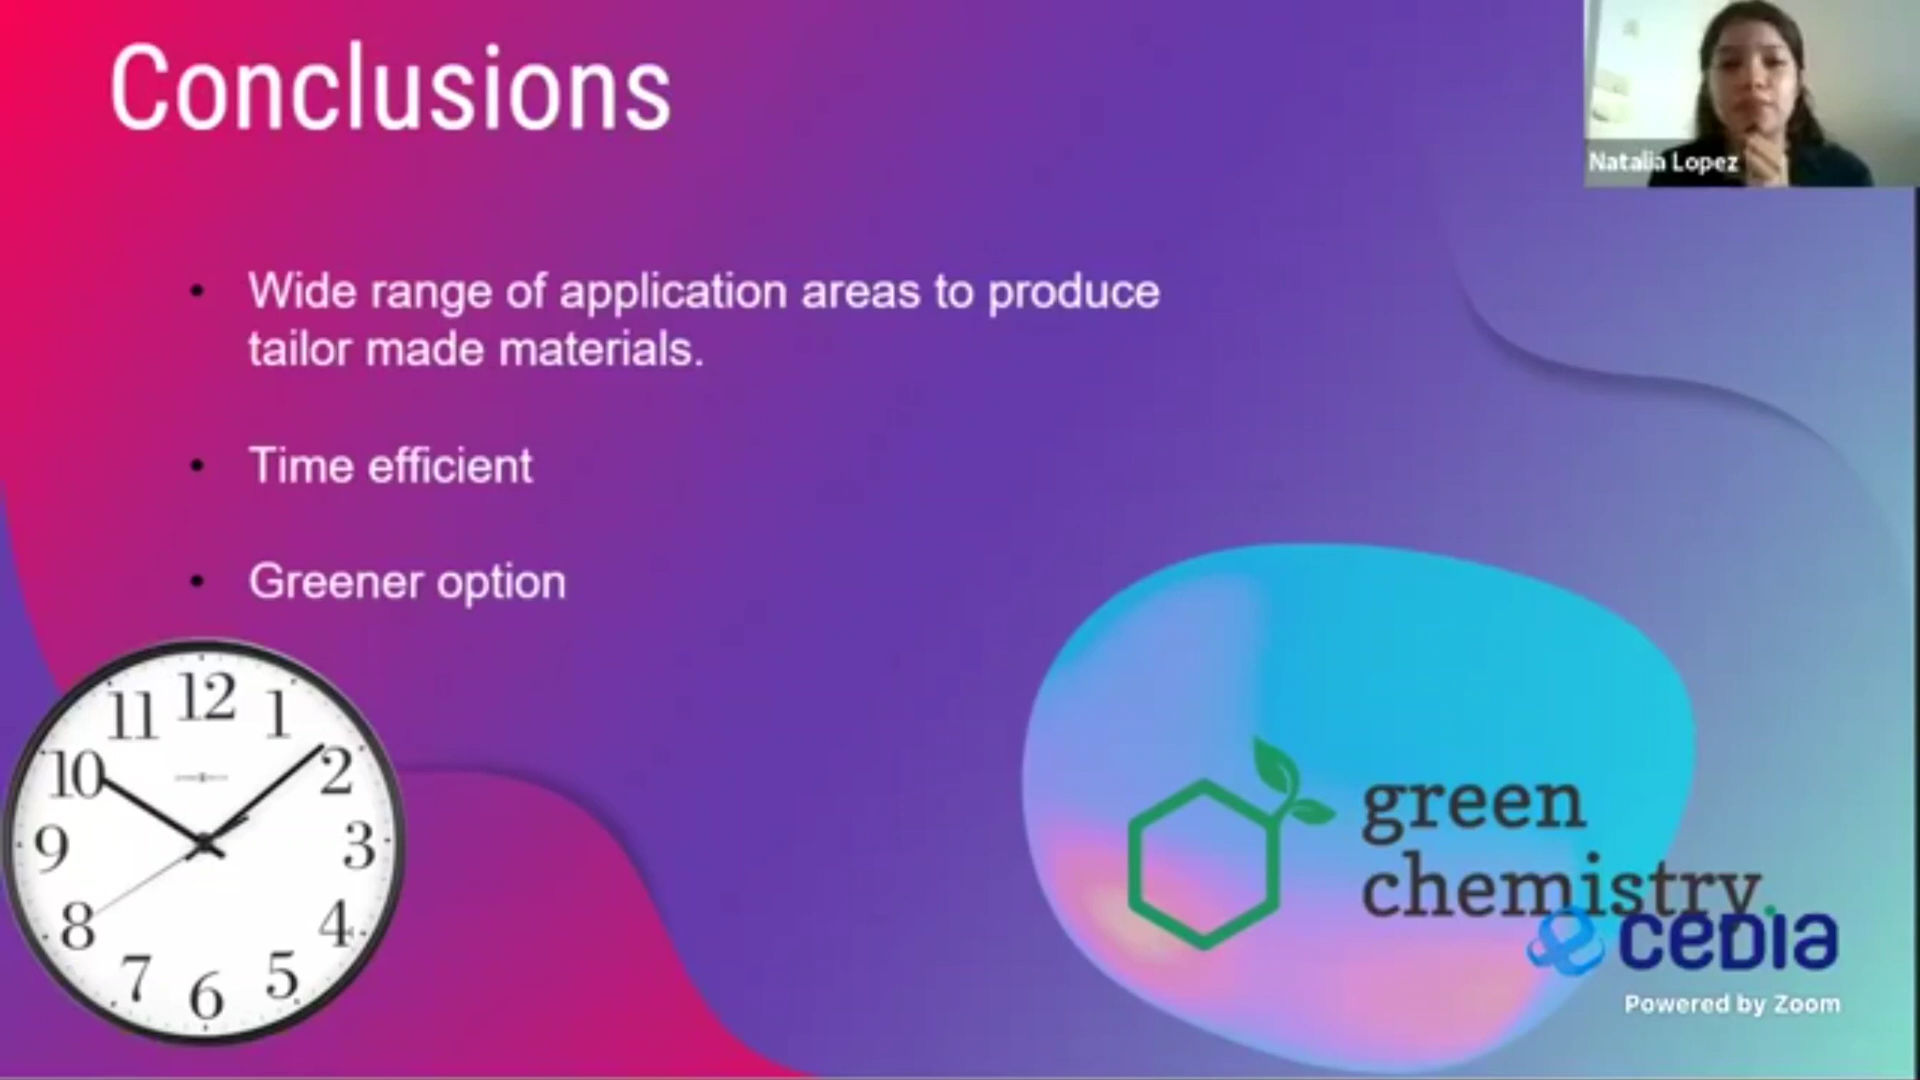 Conclusions
Natalia Lopez
• Wide range of application areas to produce
tailor made materials.
• Time efficient
• Greener option
12
11
1
10
2
9
3
8
4
7
5
6
green
chemistry.
CEDIA
Powered by Zoom